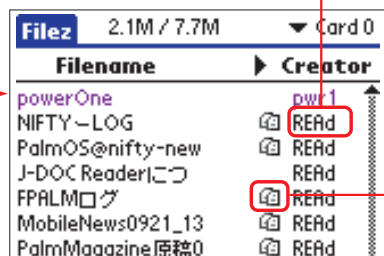 Filez 2.1M / 7.7M Card 0
Filename Creator
powerOne pwr1
NIFTY-LOG REAd
PalmOS@nifty-new REAd
J-DOC Readerにつ REAd
FPALMログ REAd
MobileNews0921_13 REAd
PalmMagazine原稿0 REAd